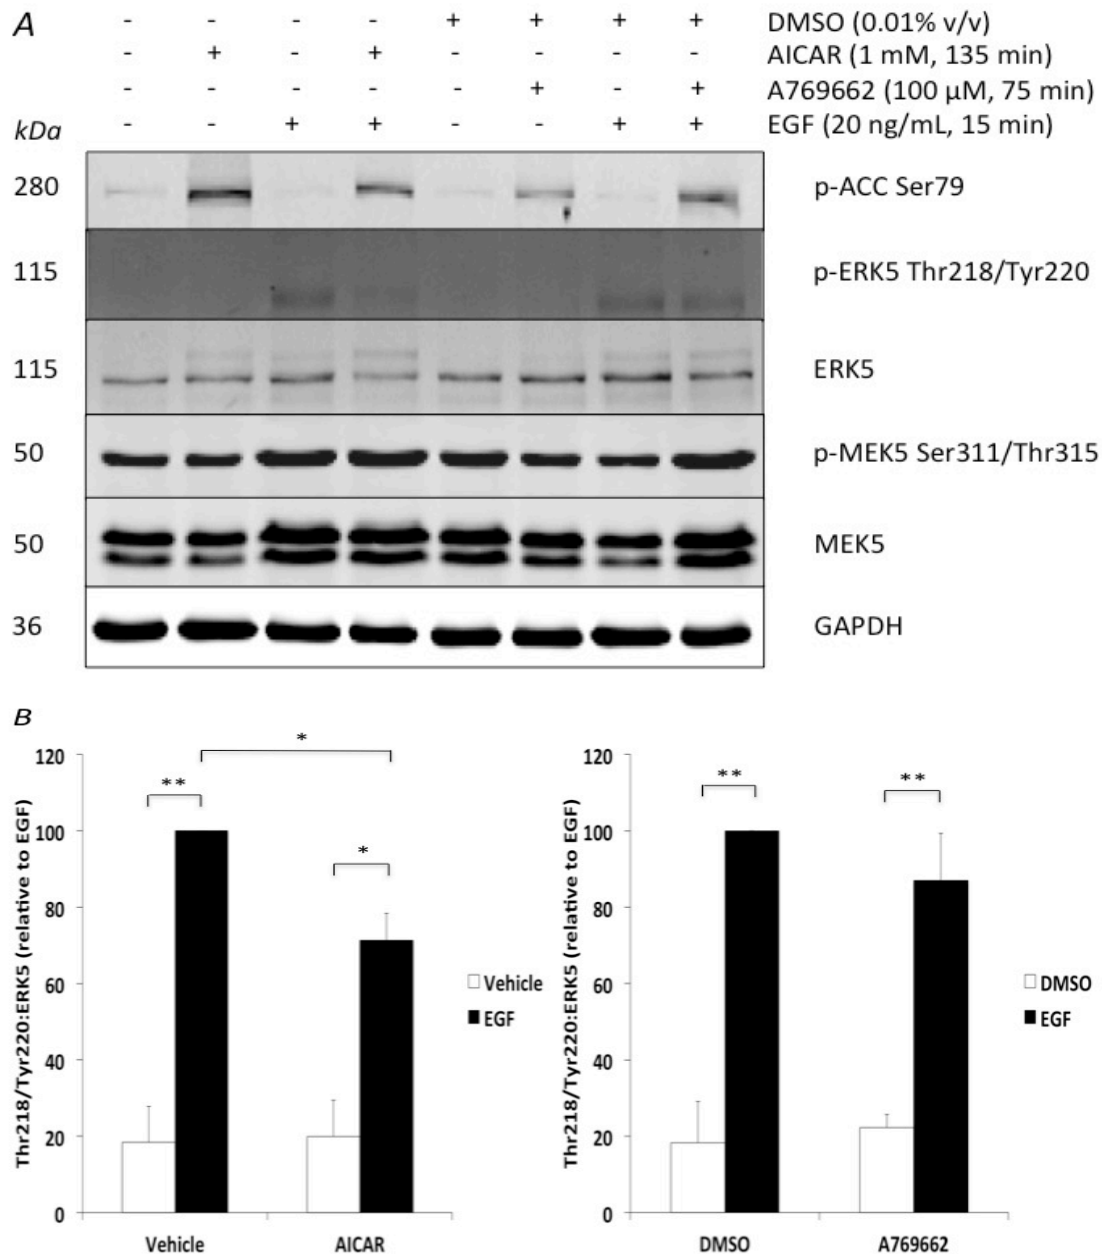 A - - - - + + + + DMSO (0.01% v/v)
- + - + - - - - AICAR (1 mM, 135 min)
- - - - - + - + A769662 (100 µM, 75 min)
kDa - - + + - - + + EGF (20 ng/mL, 15 min)
280 p-ACC Ser79
115 p-ERK5 Thr218/Tyr220
115 ERK5
50 p-MEK5 Ser311/Thr315
50 MEK5
36 GAPDH
B
Thr218/Tyr220:ERK5 (relative to EGF)
120
100
80
60
40
20
0
**
*
*
Vehicle
EGF
Vehicle AICAR
Thr218/Tyr220:ERK5 (relative to EGF)
120
100
80
60
40
20
0
**
**
DMSO
EGF
DMSO A769662